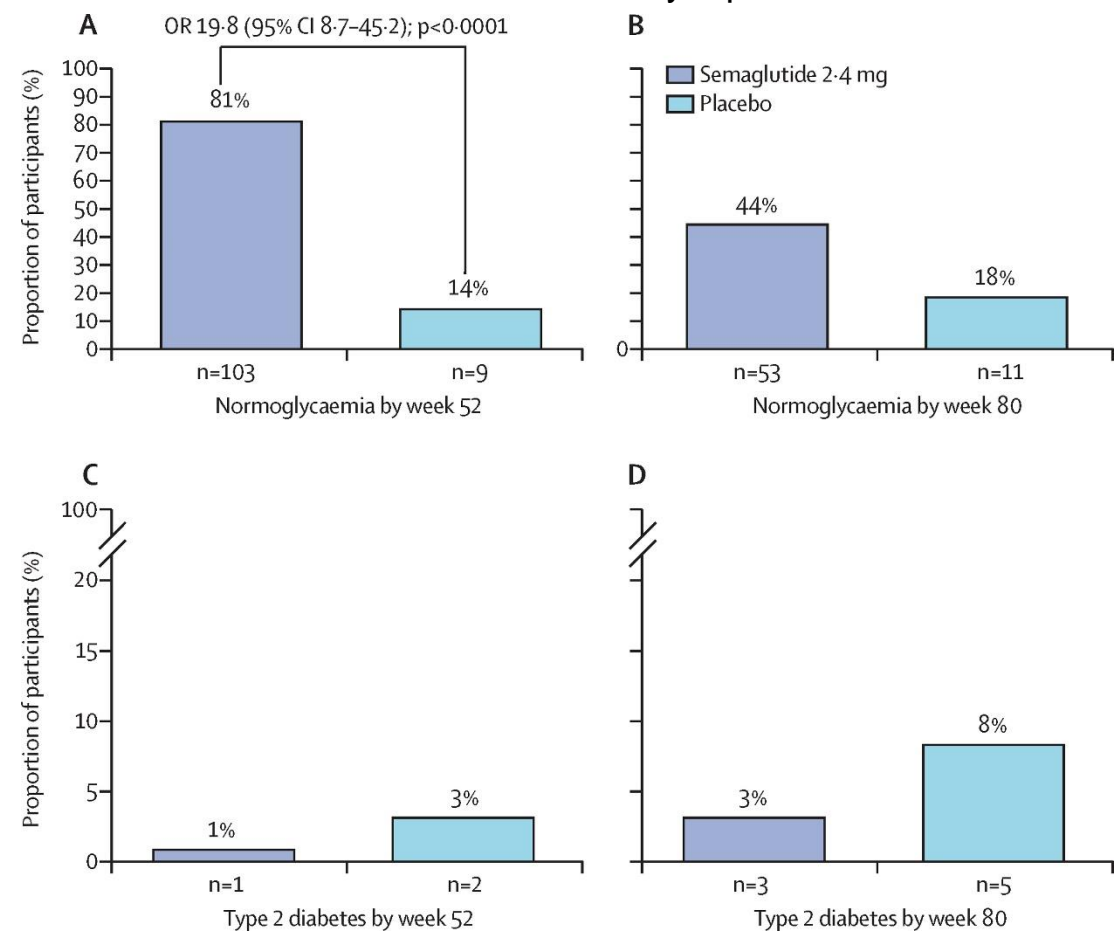 A
OR 19·8 (95% CI 8·7–45·2); p<0·0001
Proportion of participants (%)
100
90
80
70
60
50
40
30
20
10
0
81%
14%
n=103
n=9
Normoglycaemia by week 52
B
Semaglutide 2·4 mg
Placebo
0
44%
18%
n=53
n=11
Normoglycaemia by week 80
C
Proportion of participants (%)
100
20
15
10
5
0
1%
3%
n=1
n=2
Type 2 diabetes by week 52
D
3%
8%
n=3
n=5
Type 2 diabetes by week 80